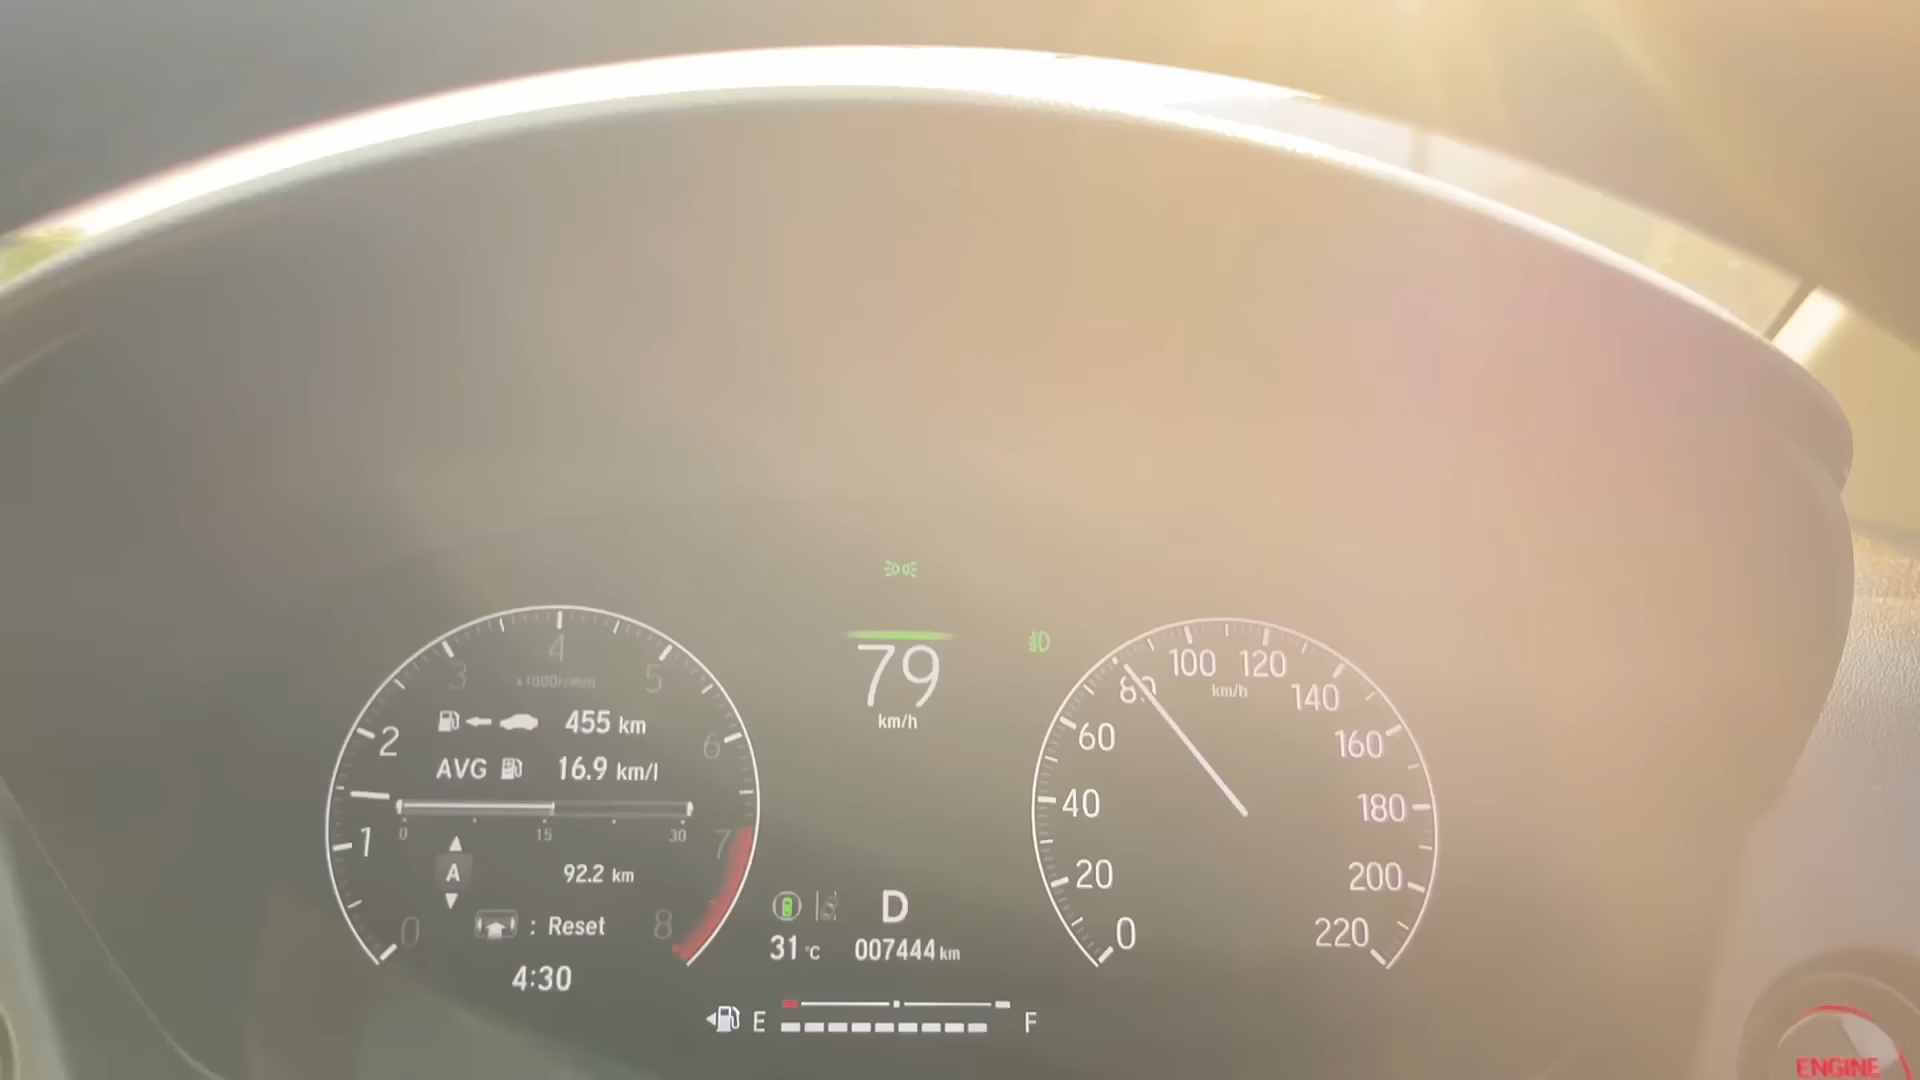 79
km/h
4
3
x1000r/min
5
2
455 km
6
AVG 16.9 km/l
0 15 30
1
7
A
92.2 km
0
: Reset
8
4:30
D
31 °C
007444 km
E
F
100
120
km/h
80
140
60
160
40
180
20
200
0
220
ENGINE